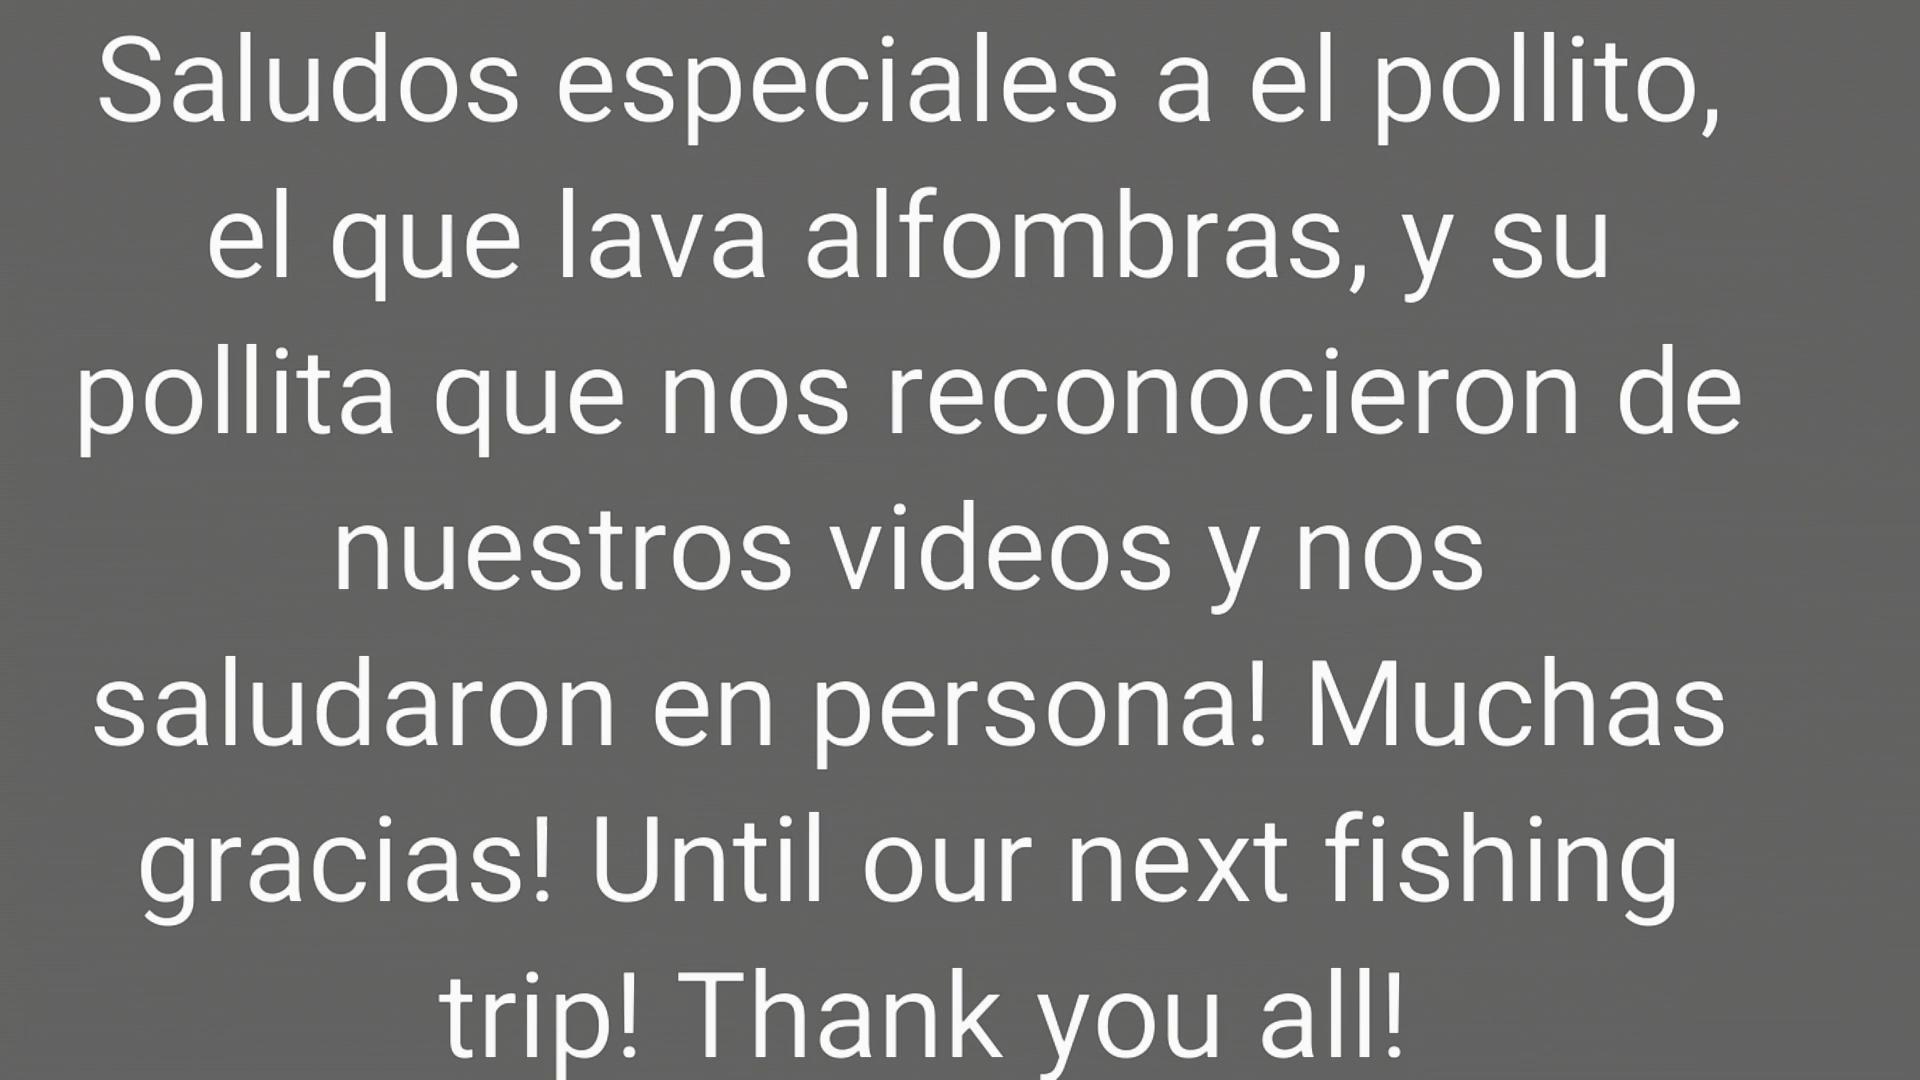 Saludos especiales a el pollito,
el que lava alfombras, y su
pollita que nos reconocieron de
nuestros videos y nos
saludaron en persona! Muchas
gracias! Until our next fishing
trip! Thank you all!